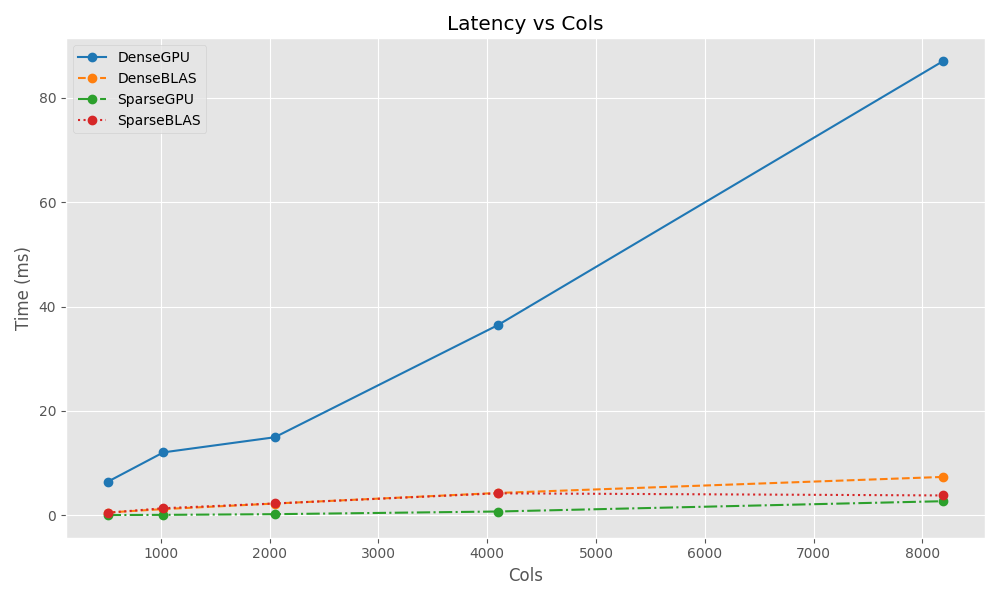 Latency vs Cols
DenseGPU
DenseBLAS
SparseGPU
SparseBLAS
Time (ms)
80
60
40
20
0
1000 2000 3000 4000 5000 6000 7000 8000
Cols